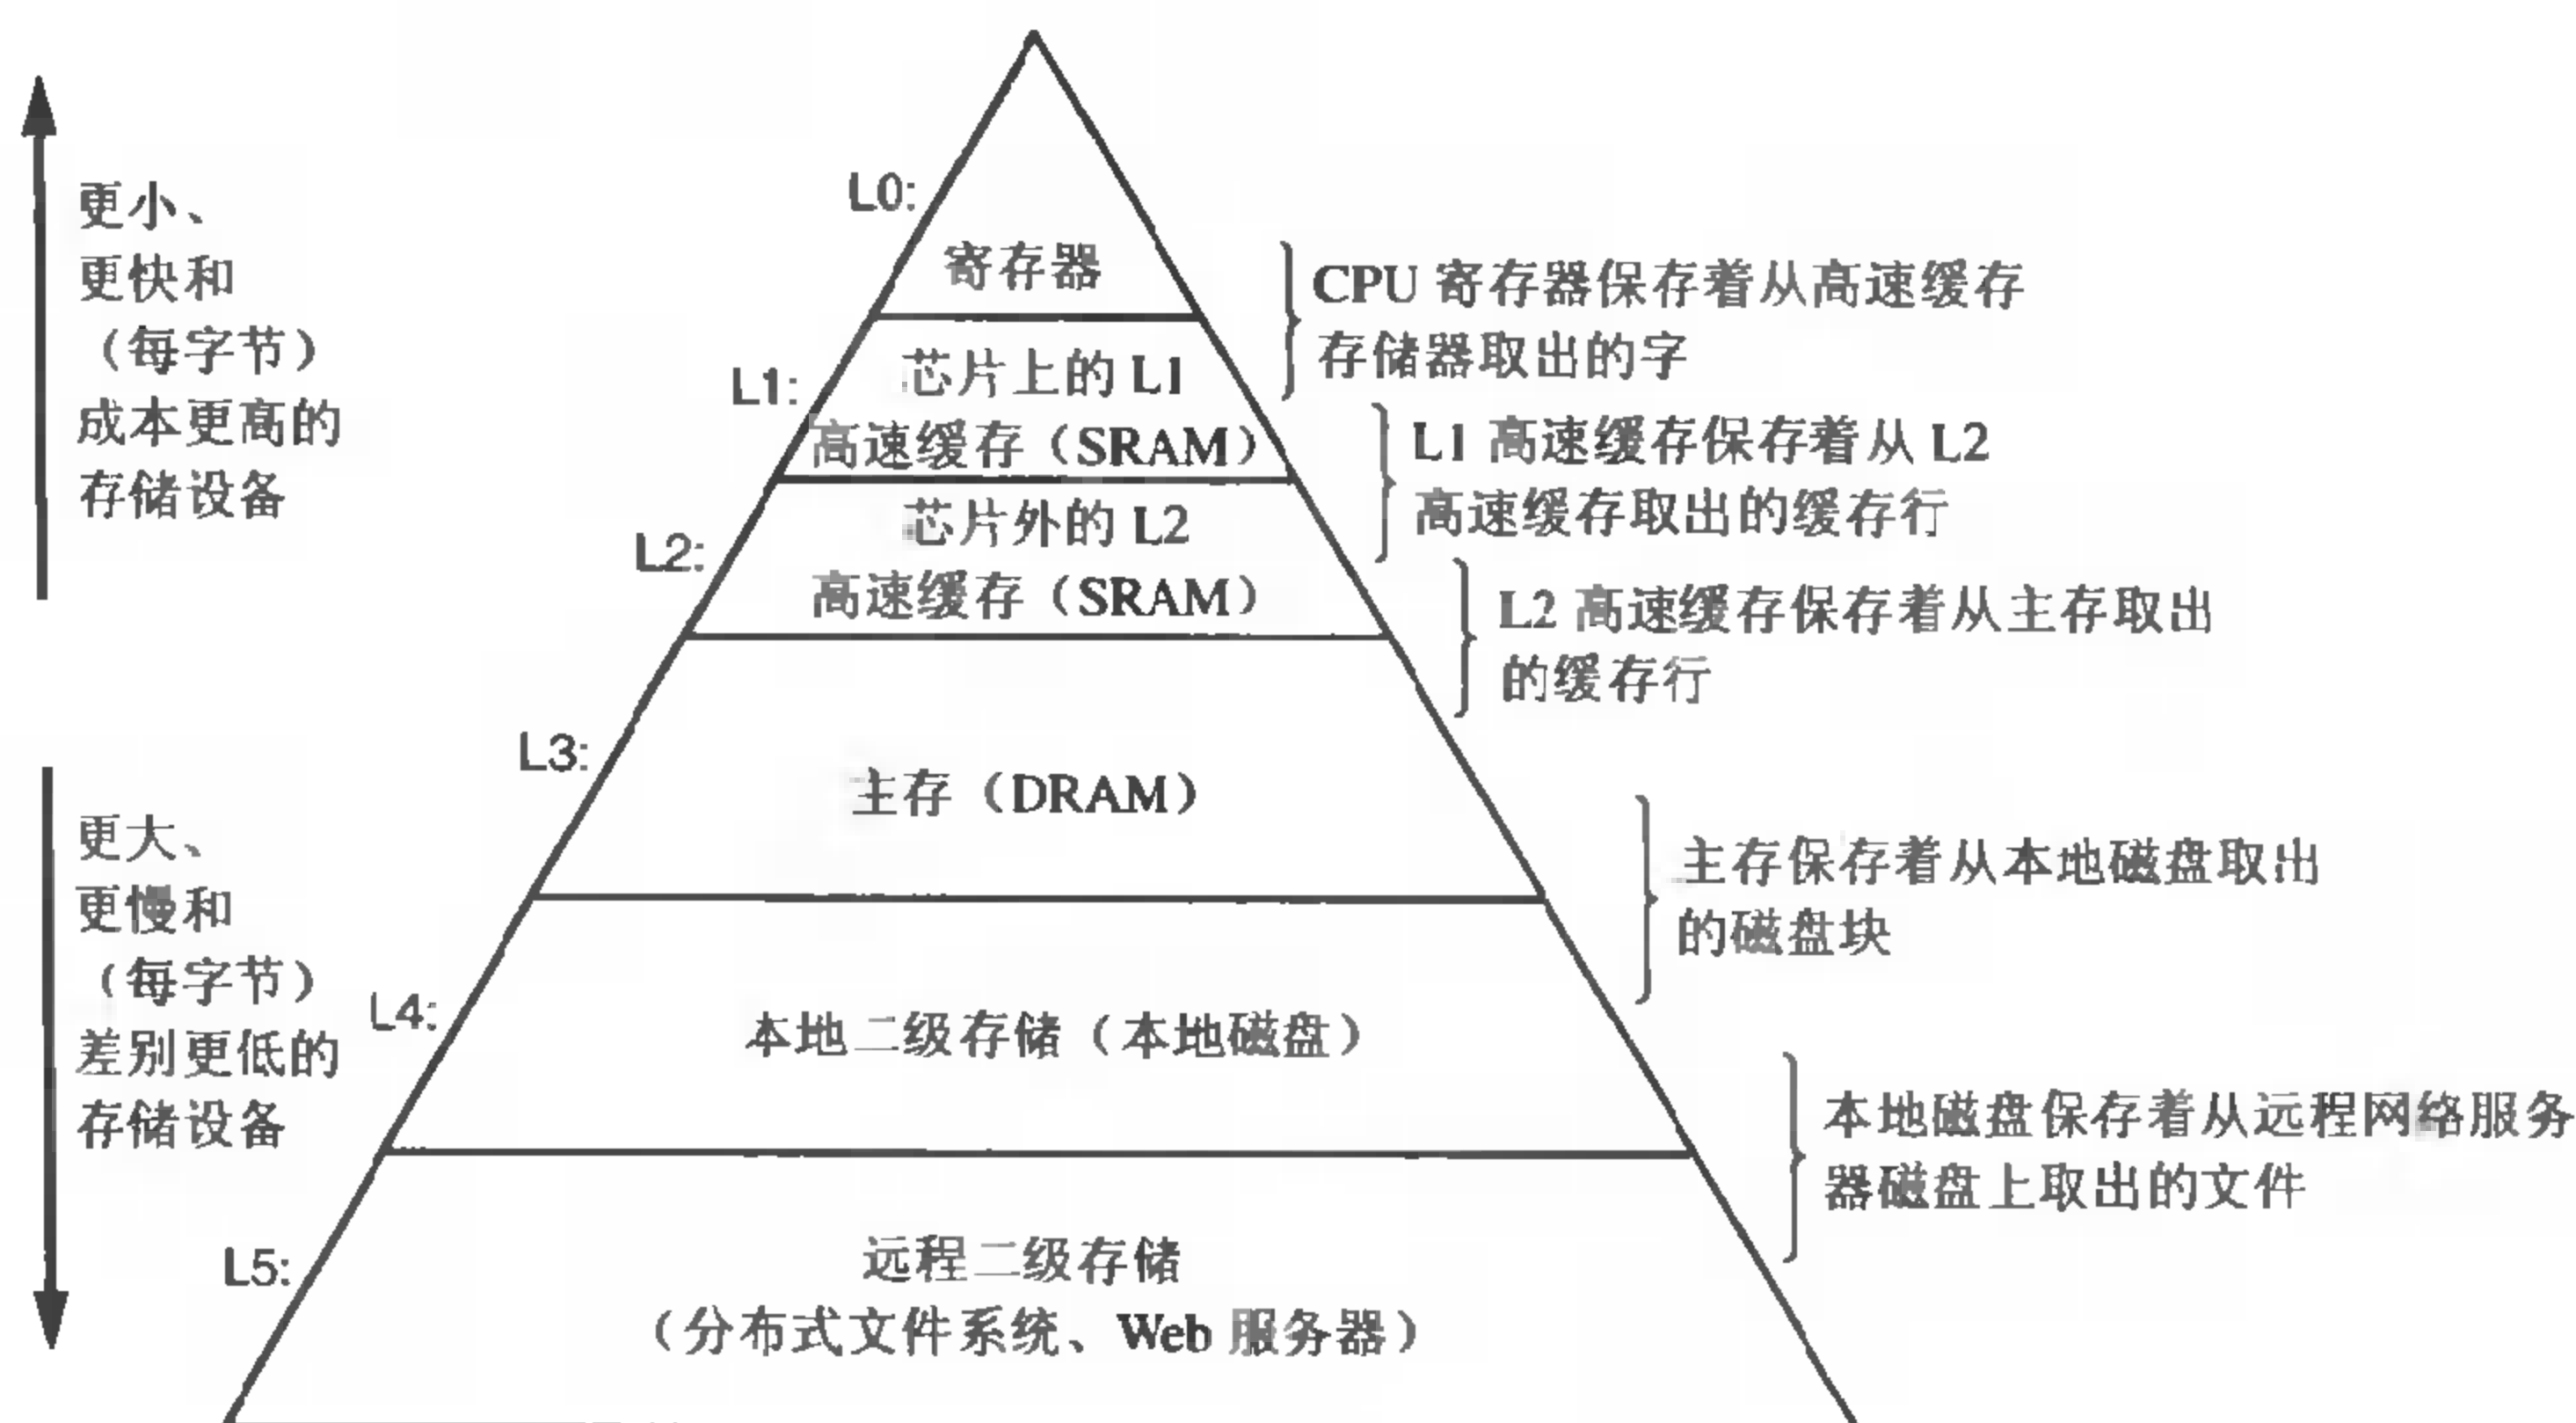 更小、
更快和
（每字节）
成本更高的
存储设备
更大、
更慢和
（每字节）
差别更低的
存储设备
L0:
寄存器
L1:
芯片上的 L1
高速缓存（SRAM）
L2:
芯片外的 L2
高速缓存（SRAM）
L3:
主存（DRAM）
L4:
本地二级存储（本地磁盘）
L5:
远程二级存储
（分布式文件系统、Web 服务器）
CPU 寄存器保存着从高速缓存
存储器取出的字
L1 高速缓存保存着从 L2
高速缓存取出的缓存行
L2 高速缓存保存着从主存取出
的缓存行
主存保存着从本地磁盘取出
的磁盘块
本地磁盘保存着从远程网络服务
器磁盘上取出的文件